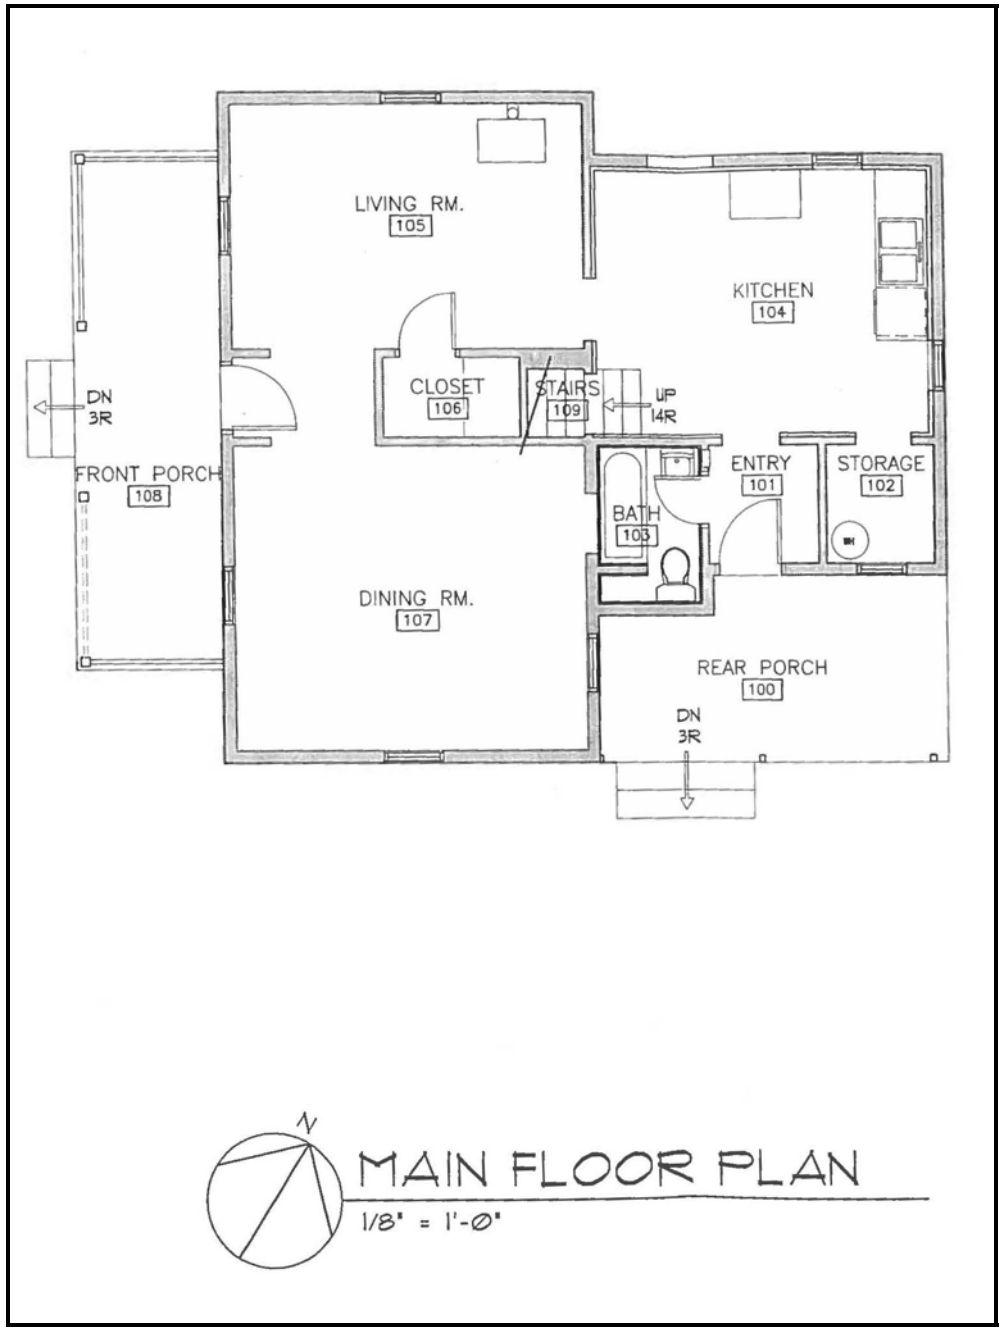 LIVING RM.
105
KITCHEN
104
CLOSET
106
STAIRS
109
UP
14R
DN
3R
FRONT PORCH
108
ENTRY
101
STORAGE
102
BATH
103
WH
DINING RM.
107
REAR PORCH
100
DN
3R
N
MAIN FLOOR PLAN
1/8" = 1'-0"